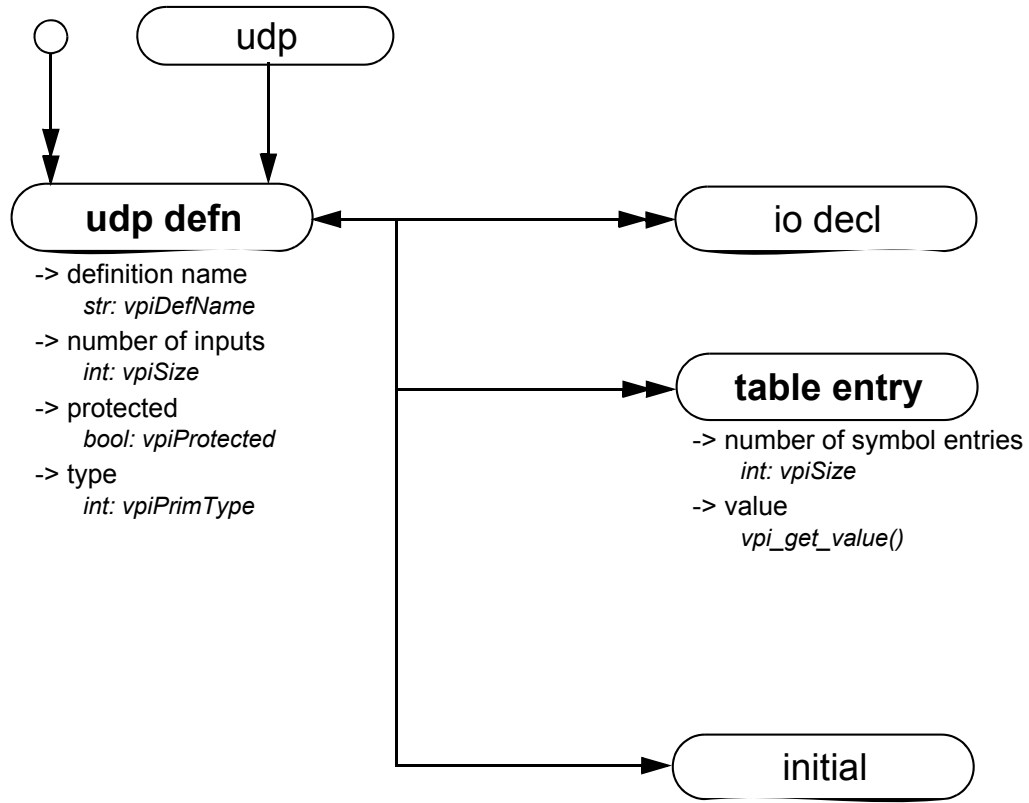 udp
udp defn
-> definition name
str: vpiDefName
-> number of inputs
int: vpiSize
-> protected
bool: vpiProtected
-> type
int: vpiPrimType
io decl
table entry
-> number of symbol entries
int: vpiSize
-> value
vpi_get_value()
initial